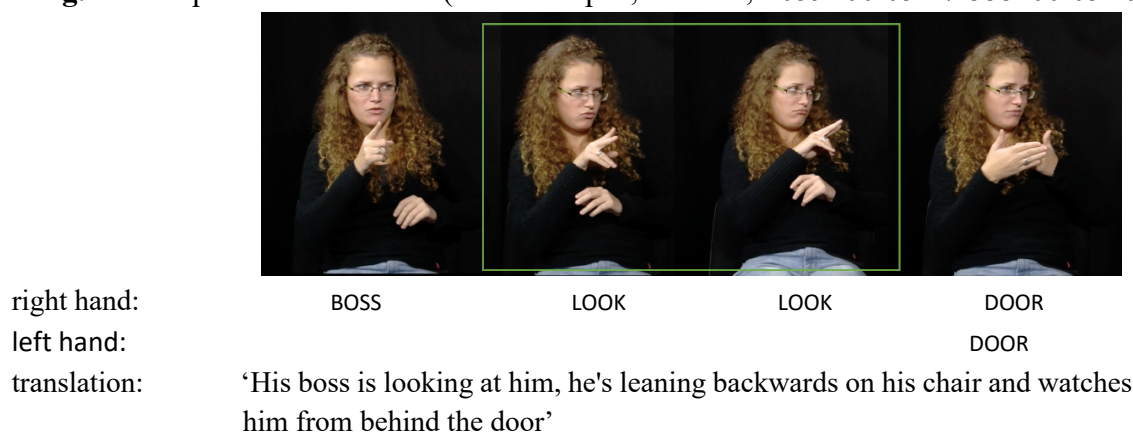 right hand: BOSS LOOK LOOK DOOR
left hand: DOOR
translation: ‘His boss is looking at him, he's leaning backwards on his chair and watches
him from behind the door’